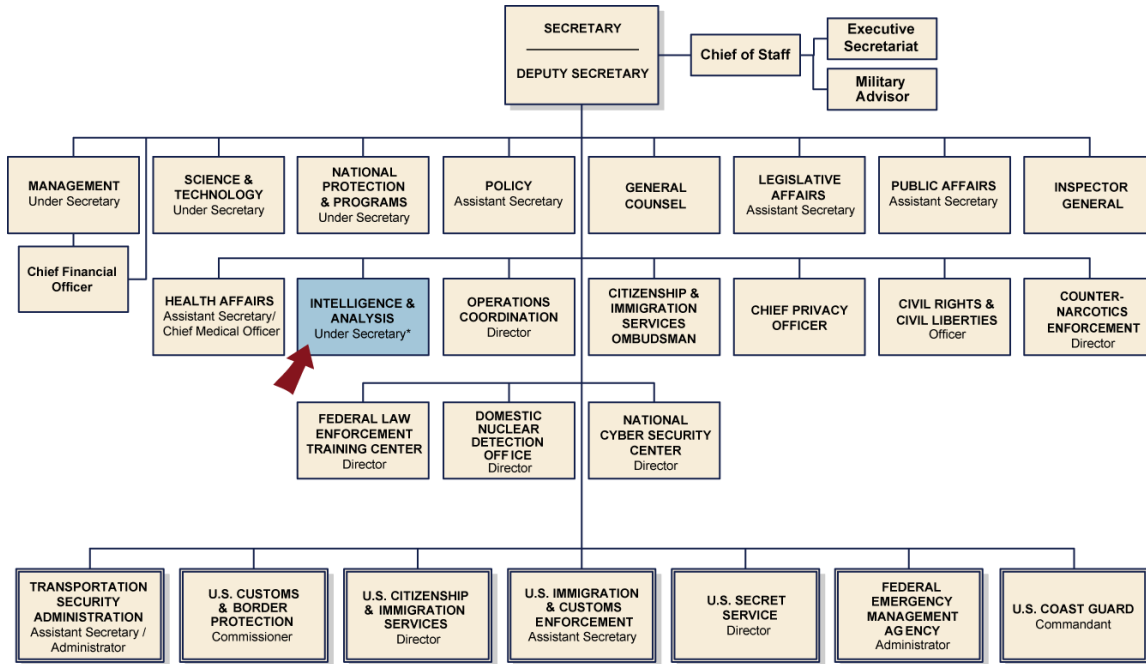 SECRETARY
DEPUTY SECRETARY
Chief of Staff
Executive
Secretariat
Military
Advisor
MANAGEMENT
Under Secretary
SCIENCE &
TECHNOLOGY
Under Secretary
NATIONAL
PROTECTION
& PROGRAMS
Under Secretary
POLICY
Assistant Secretary
GENERAL
COUNSEL
LEGISLATIVE
AFFAIRS
Assistant Secretary
PUBLIC AFFAIRS
Assistant Secretary
INSPECTOR
GENERAL
Chief Financial
Officer
HEALTH AFFAIRS
Assistant Secretary/
Chief Medical Officer
INTELLIGENCE &
ANALYSIS
Under Secretary*
OPERATIONS
COORDINATION
Director
CITIZENSHIP &
IMMIGRATION
SERVICES
OMBUDSMAN
CHIEF PRIVACY
OFFICER
CIVIL RIGHTS &
CIVIL LIBERTIES
Officer
COUNTER-
NARCOTICS
ENFORCEMENT
Director
FEDERAL LAW
ENFORCEMENT
TRAINING CENTER
Director
DOMESTIC
NUCLEAR
DETECTION
OFFICE
Director
NATIONAL
CYBER SECURITY
CENTER
Director
TRANSPORTATION
SECURITY
ADMINISTRATION
Assistant Secretary /
Administrator
U.S. CUSTOMS
& BORDER
PROTECTION
Commissioner
U.S. CITIZENSHIP
& IMMIGRATION
SERVICES
Director
U.S. IMMIGRATION
& CUSTOMS
ENFORCEMENT
Assistant Secretary
U.S. SECRET
SERVICE
Director
FEDERAL
EMERGENCY
MANAGEMENT
AGENCY
Administrator
U.S. COAST GUARD
Commandant